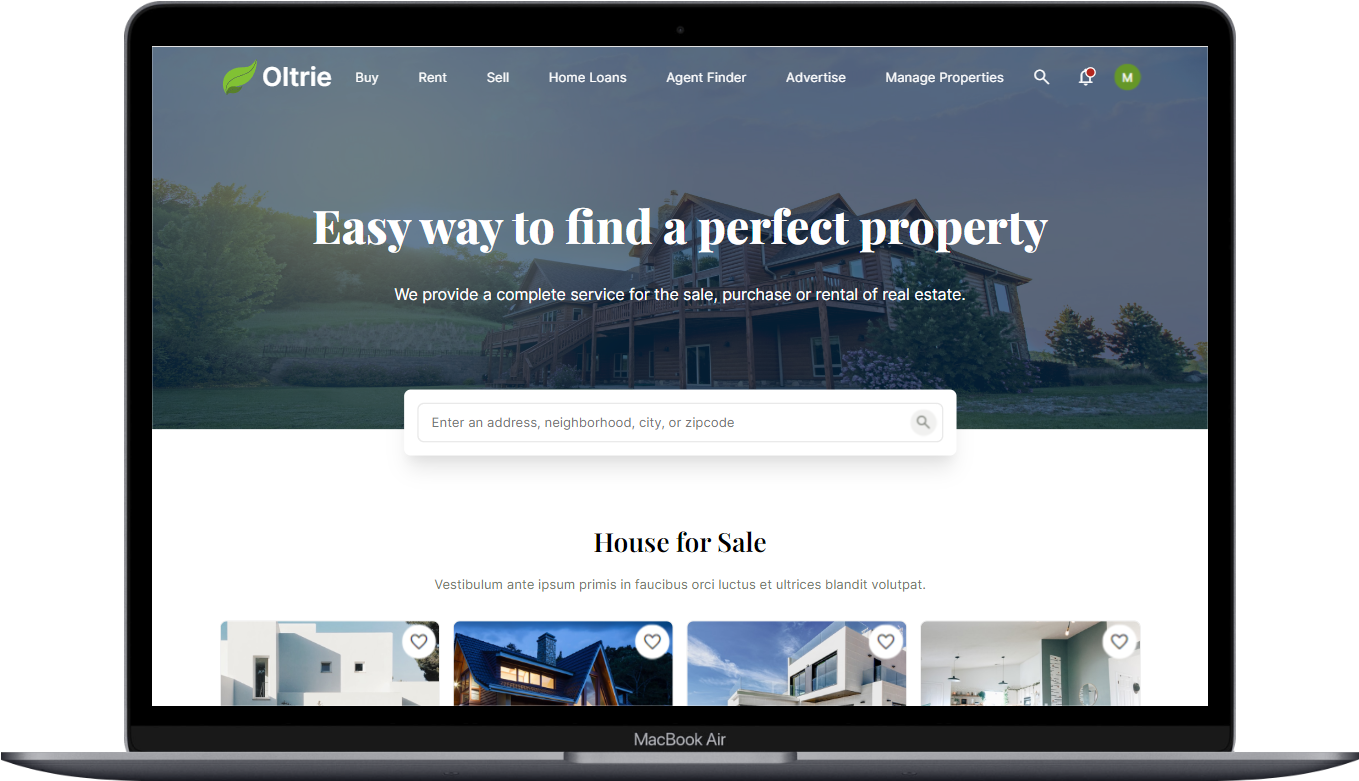 Oltrie Buy Rent Sell Home Loans Agent Finder Advertise Manage Properties M
Easy way to find a perfect property
We provide a complete service for the sale, purchase or rental of real estate.
Enter an address, neighborhood, city, or zipcode
House for Sale
Vestibulum ante ipsum primis in faucibus orci luctus et ultrices blandit volutpat.
MacBook Air